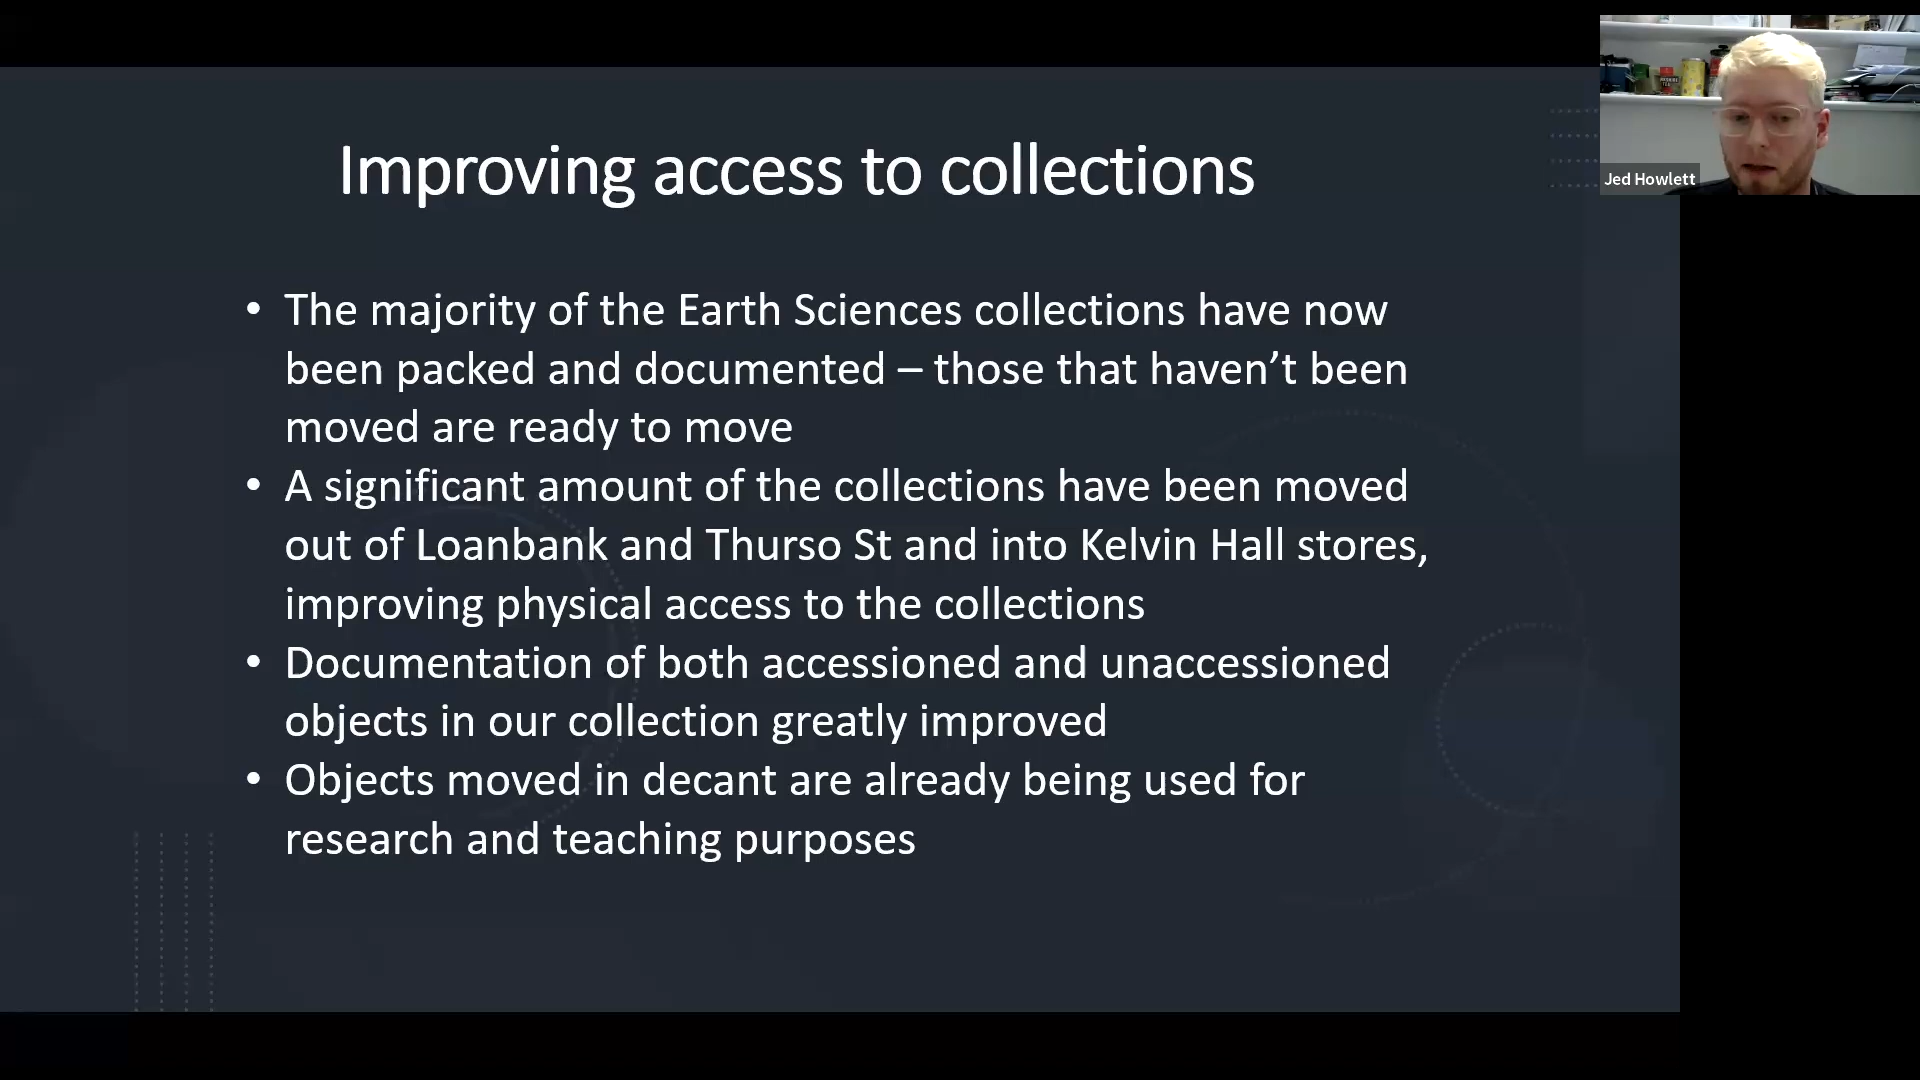 Improving access to collections
• The majority of the Earth Sciences collections have now
been packed and documented – those that haven’t been
moved are ready to move
• A significant amount of the collections have been moved
out of Loanbank and Thurso St and into Kelvin Hall stores,
improving physical access to the collections
• Documentation of both accessioned and unaccessioned
objects in our collection greatly improved
• Objects moved in decant are already being used for
research and teaching purposes
Jed Howlett